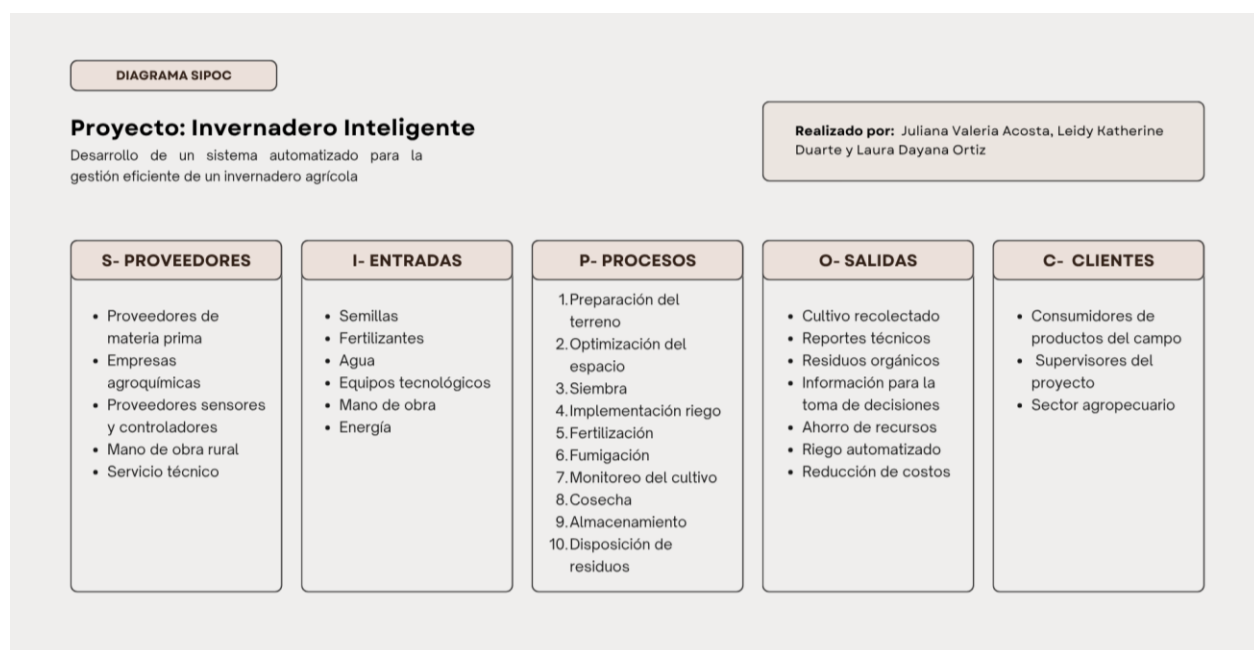 DIAGRAMA SIPOC
Proyecto: Invernadero Inteligente
Desarrollo de un sistema automatizado para la
gestión eficiente de un invernadero agrícola
Realizado por: Juliana Valeria Acosta, Leidy Katherine
Duarte y Laura Dayana Ortiz
S- PROVEEDORES
• Proveedores de
materia prima
• Empresas
agroquímicas
• Proveedores sensores
y controladores
• Mano de obra rural
• Servicio técnico
I- ENTRADAS
• Semillas
• Fertilizantes
• Agua
• Equipos tecnológicos
• Mano de obra
• Energía
P- PROCESOS
1. Preparación del
terreno
2. Optimización del
espacio
3. Siembra
4. Implementación riego
5. Fertilización
6. Fumigación
7. Monitoreo del cultivo
8. Cosecha
9. Almacenamiento
10. Disposición de
residuos
O- SALIDAS
• Cultivo recolectado
• Reportes técnicos
• Residuos orgánicos
• Información para la
toma de decisiones
• Ahorro de recursos
• Riego automatizado
• Reducción de costos
C- CLIENTES
• Consumidores de
productos del campo
• Supervisores del
proyecto
• Sector agropecuario